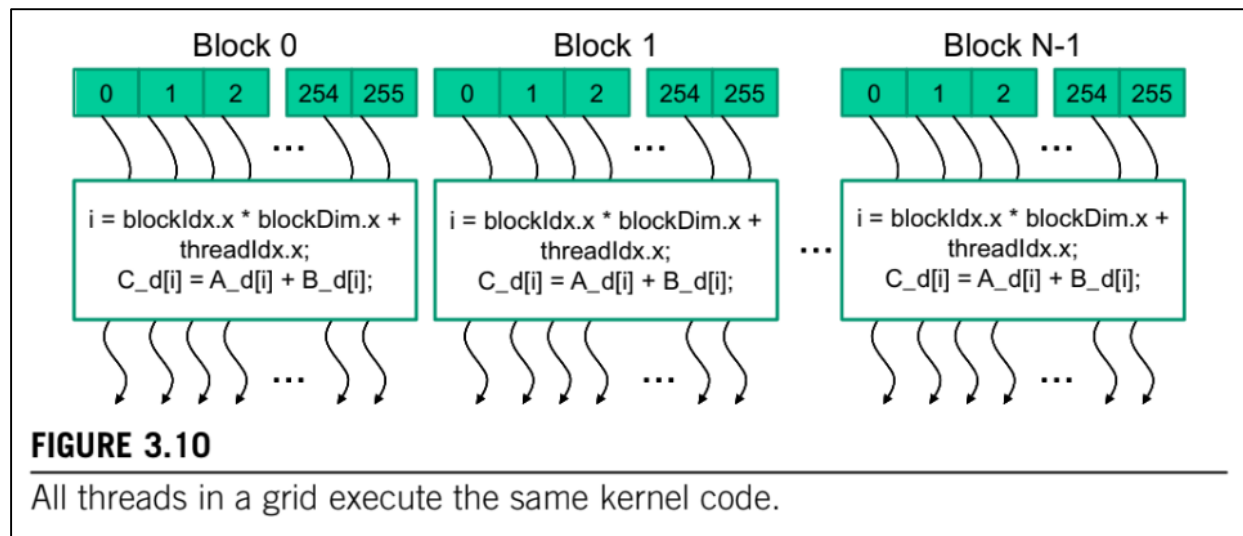 Block 0 Block 1 Block N-1
0 1 2 254 255 0 1 2 254 255 0 1 2 254 255
... ... ...
i = blockIdx.x * blockDim.x +
threadIdx.x;
C_d[i] = A_d[i] + B_d[i];
i = blockIdx.x * blockDim.x +
threadIdx.x;
C_d[i] = A_d[i] + B_d[i];
...
i = blockIdx.x * blockDim.x +
threadIdx.x;
C_d[i] = A_d[i] + B_d[i];
... ... ...
FIGURE 3.10
All threads in a grid execute the same kernel code.